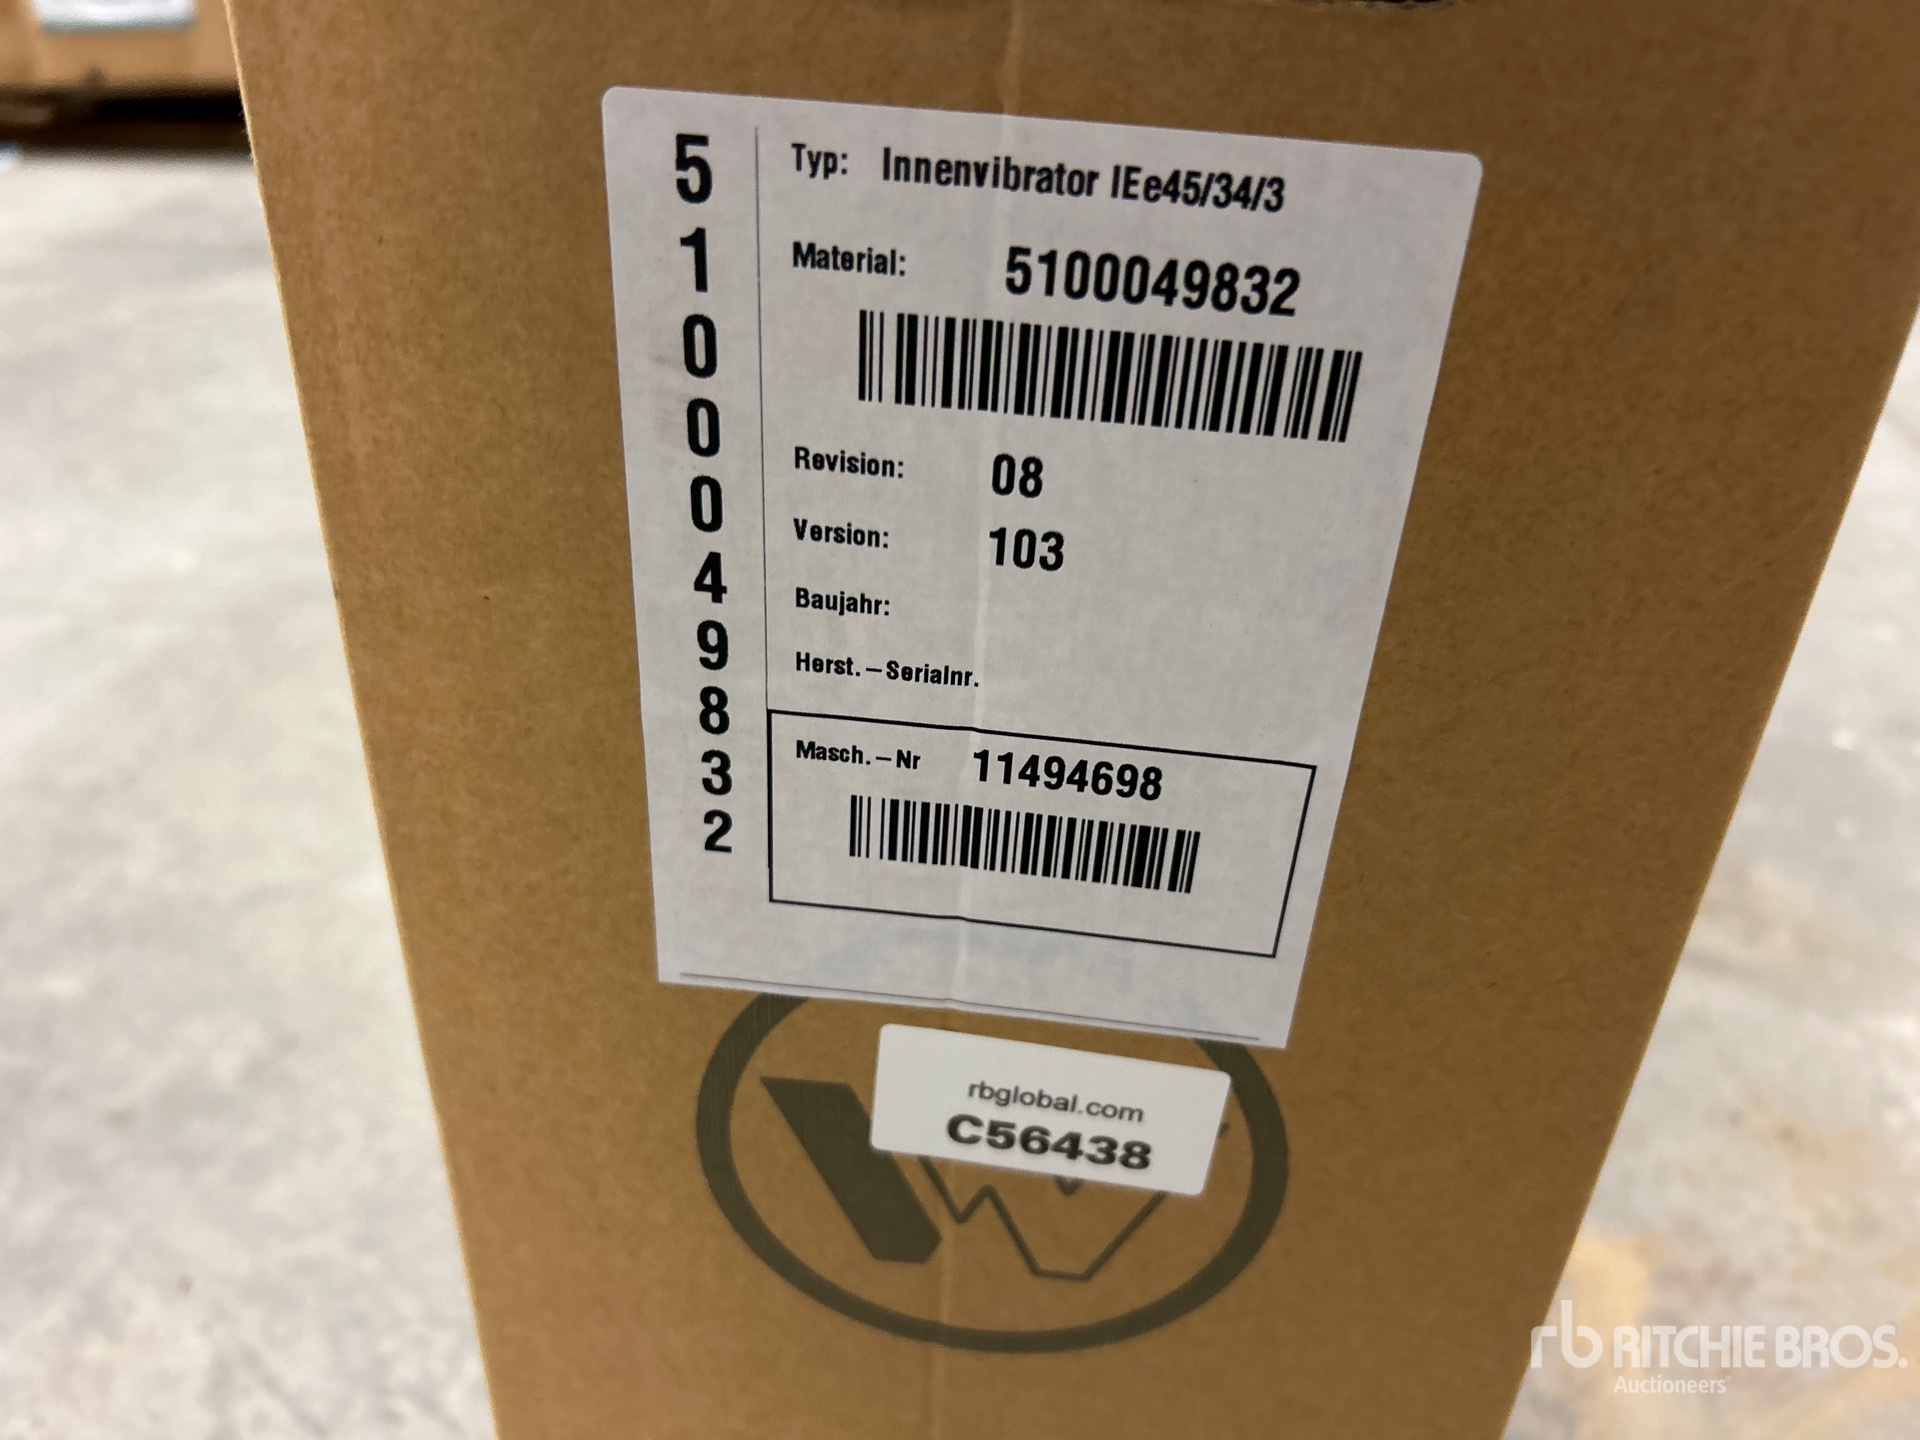 5100049832
Typ: Innenvibrator IEe45/34/3
Material: 5100049832
Revision: 08
Version: 103
Baujahr:
Herst.-Serialnr.
Masch.-Nr 11494698
rbglobal.com
C56438
rb RITCHIE BROS.
Auctioneers